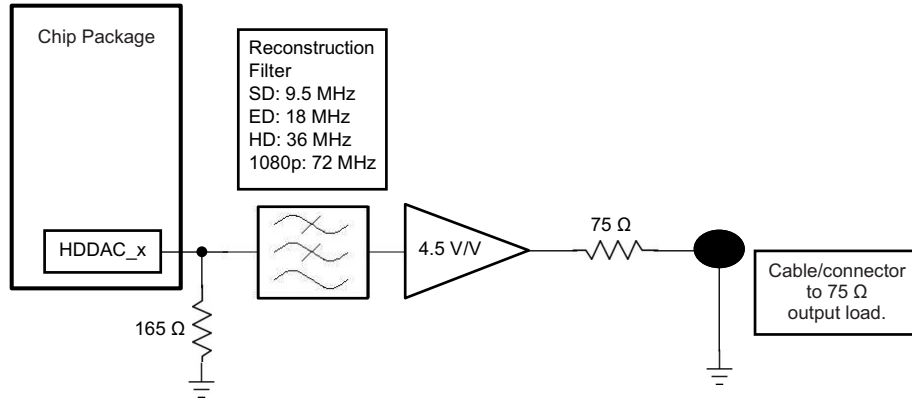 Chip Package
Reconstruction
Filter
SD: 9.5 MHz
ED: 18 MHz
HD: 36 MHz
1080p: 72 MHz
HDDAC_x
4.5 V/V
75 Ω
165 Ω
Cable/connector
to 75 Ω
output load.